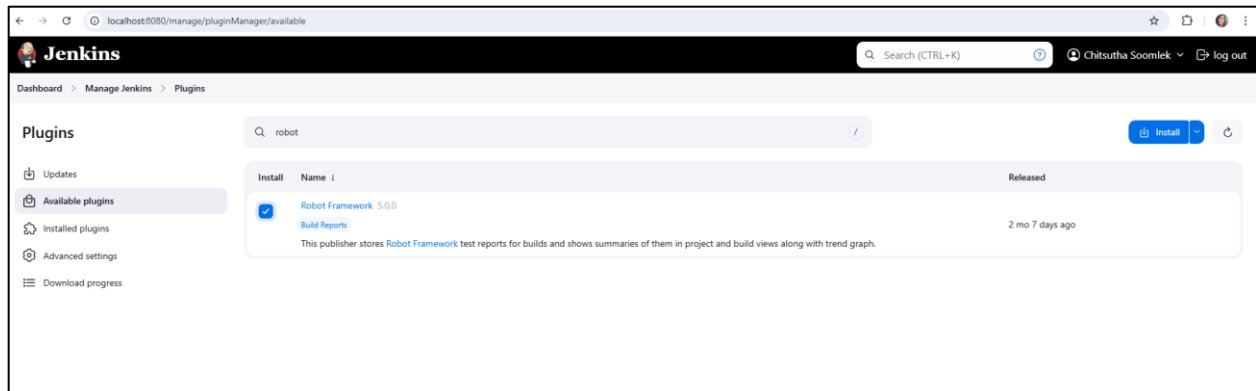 localhost:8080/manage/pluginManager/available
Jenkins
Search (CTRL+K)
?
Chitsutha Soomlek
log out
Dashboard > Manage Jenkins > Plugins
Plugins
robot
/
Install
Updates
Available plugins
Installed plugins
Advanced settings
Download progress
Install Name ↓ Released
Robot Framework 5.0.0
Build Reports
This publisher stores Robot Framework test reports for builds and shows summaries of them in project and build views along with trend graph.
2 mo 7 days ago